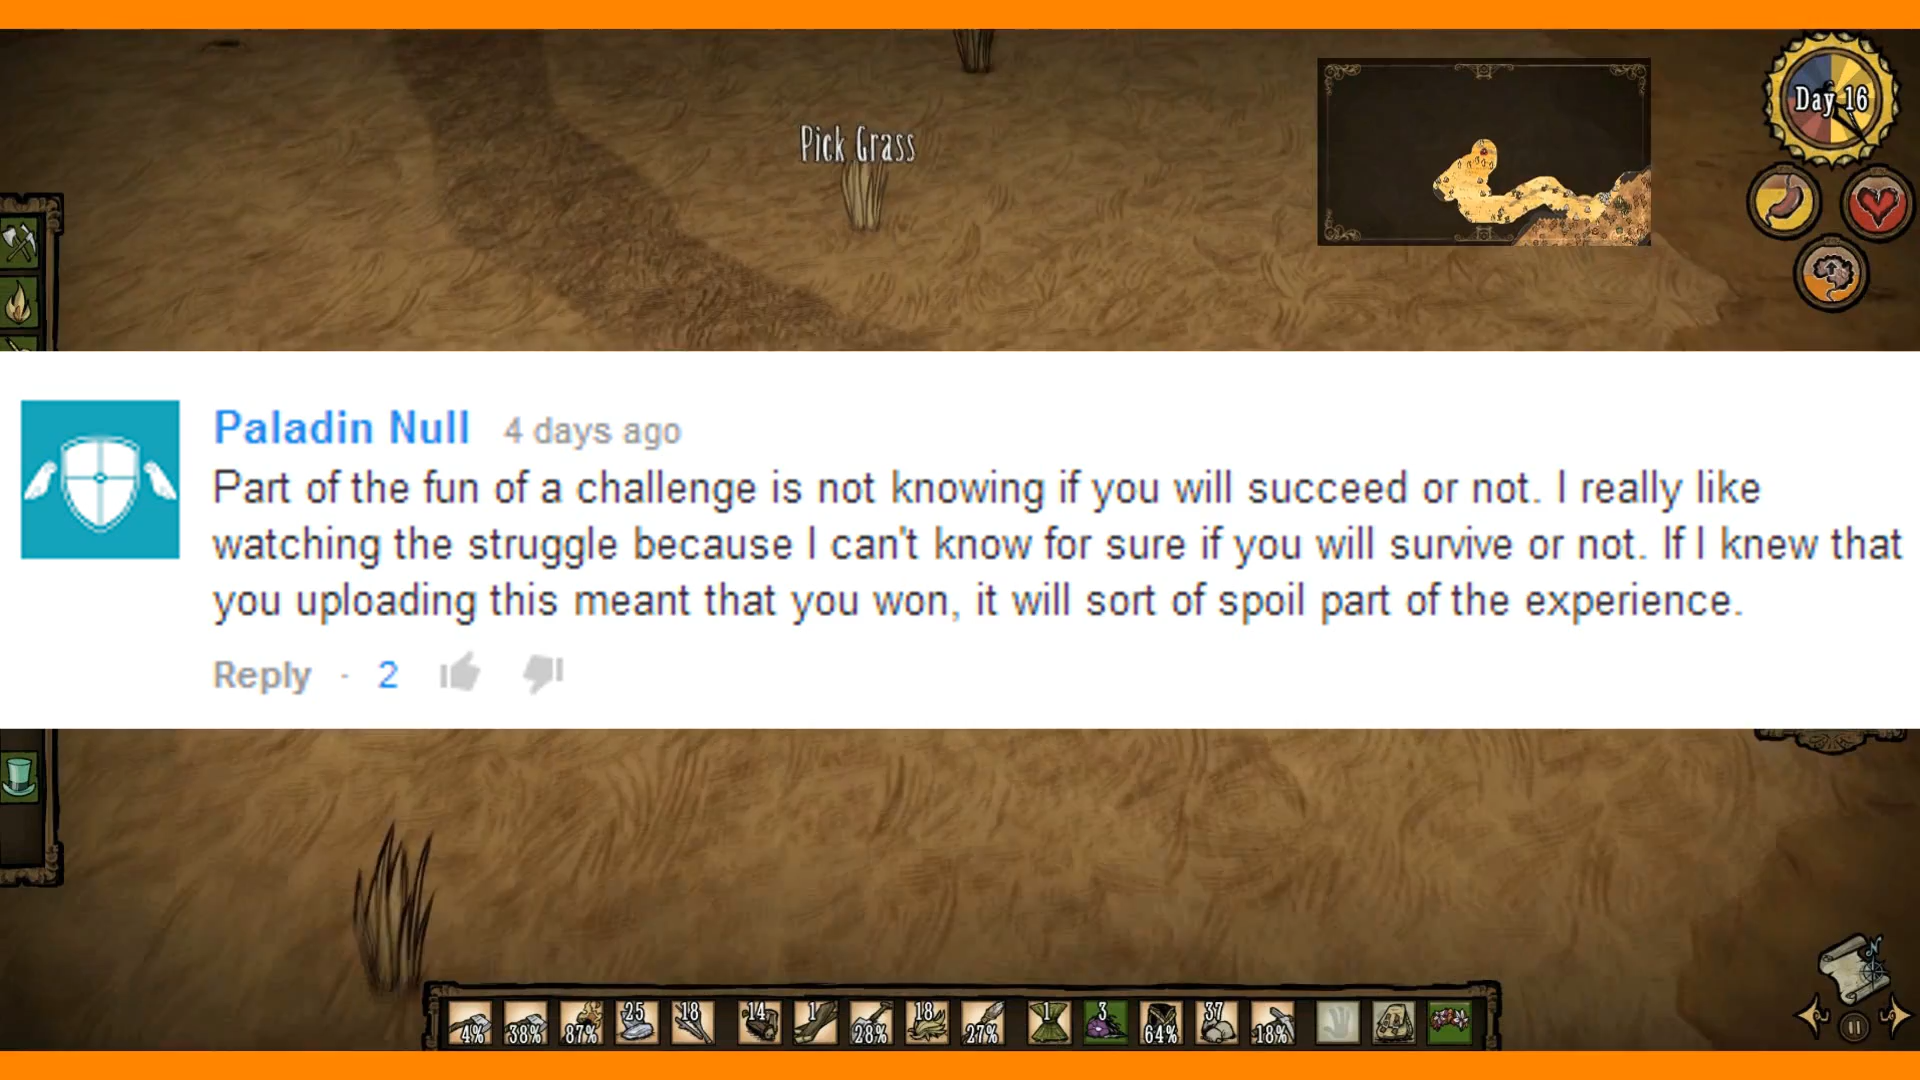 Day 16
Pick Grass
Paladin Null 4 days ago
Part of the fun of a challenge is not knowing if you will succeed or not. I really like
watching the struggle because I can't know for sure if you will survive or not. If I knew that
you uploading this meant that you won, it will sort of spoil part of the experience.
Reply · 2
N
25 18 14 1 18 1 3 37
4% 38% 87% 28% 27% 64% 18%